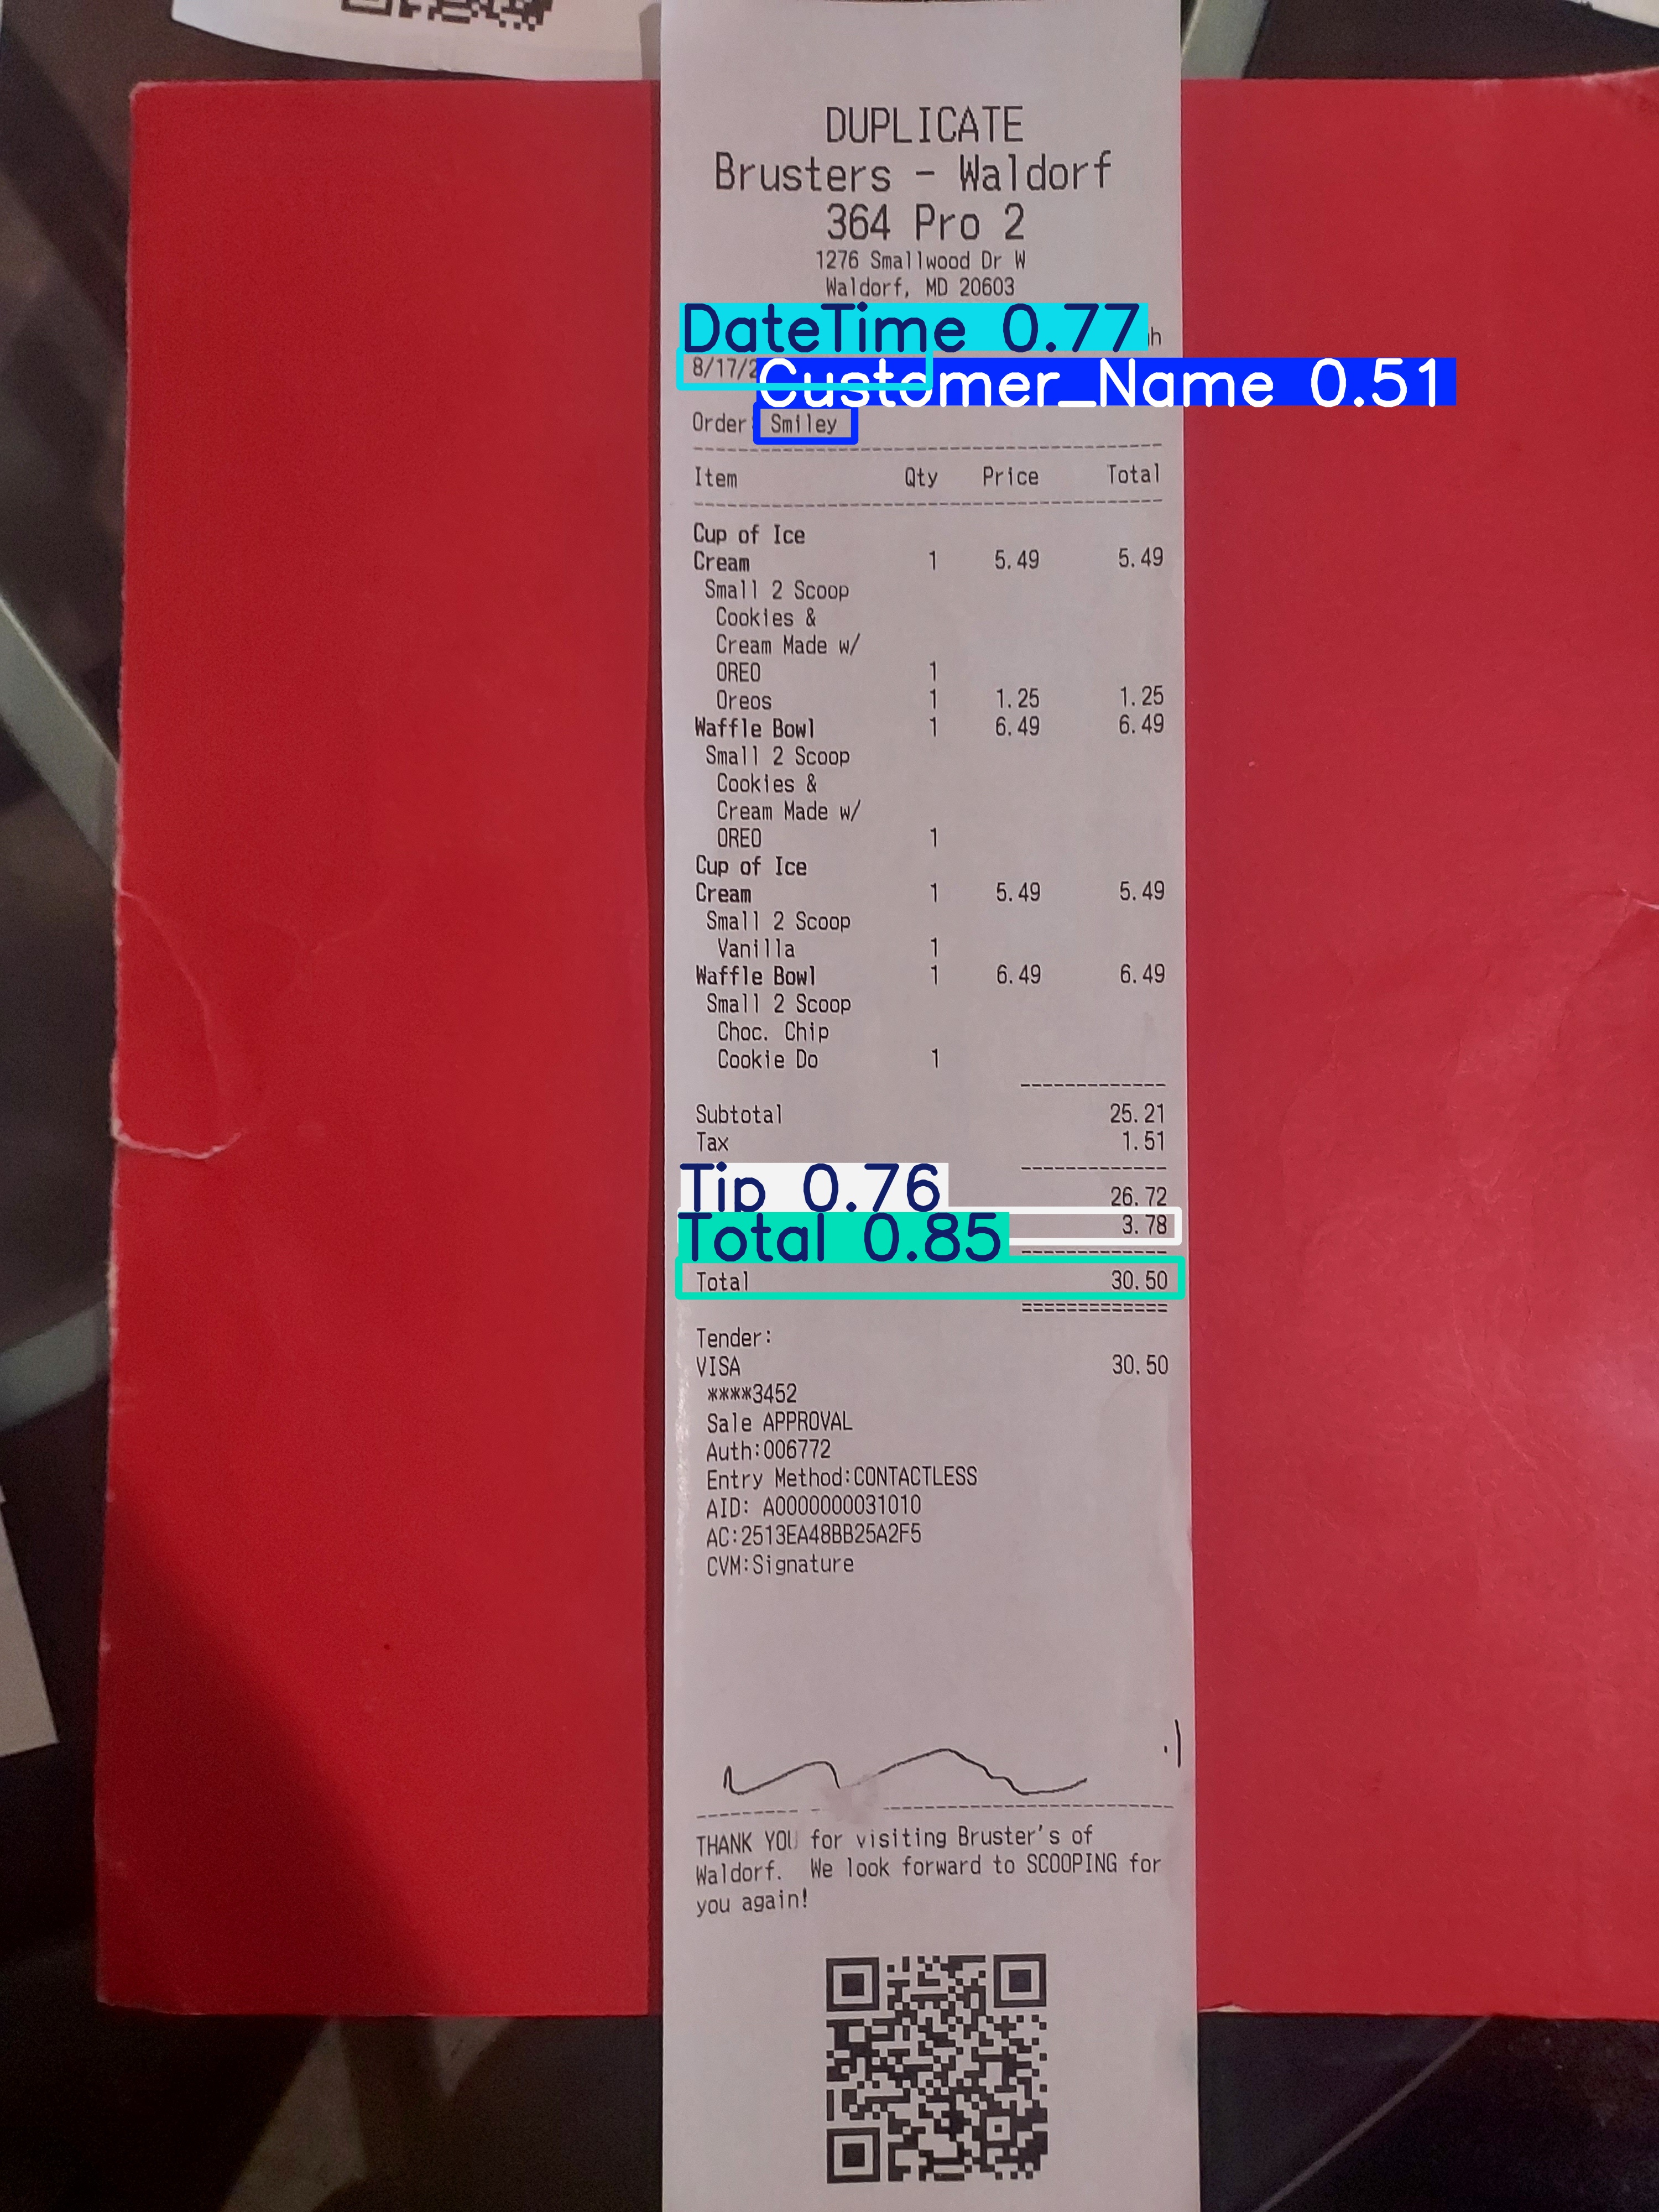 DUPLICATE
Brusters - Waldorf
364 Pro 2
1276 Smallwood Dr W
Waldorf, MD 20603
DateTime 0.77
8/17/2
Customer_Name 0.51
Order: Smiley
Item Qty Price Total
Cup of Ice
Cream 1 5.49 5.49
Small 2 Scoop
Cookies &
Cream Made w/
OREO 1
Oreos 1 1.25 1.25
Waffle Bowl 1 6.49 6.49
Small 2 Scoop
Cookies &
Cream Made w/
OREO 1
Cup of Ice
Cream 1 5.49 5.49
Small 2 Scoop
Vanilla 1
Waffle Bowl 1 6.49 6.49
Small 2 Scoop
Choc. Chip
Cookie Do 1
Subtotal 25.21
Tax 1.51
Tip 0.76 26.72
Total 0.85 3.78
Total 30.50
Tender:
VISA 30.50
****3452
Sale APPROVAL
Auth:006772
Entry Method:CONTACTLESS
AID: A0000000031010
AC:2513EA48BB25A2F5
CVM:Signature
THANK YOU for visiting Bruster's of
Waldorf. We look forward to SCOOPING for
you again!